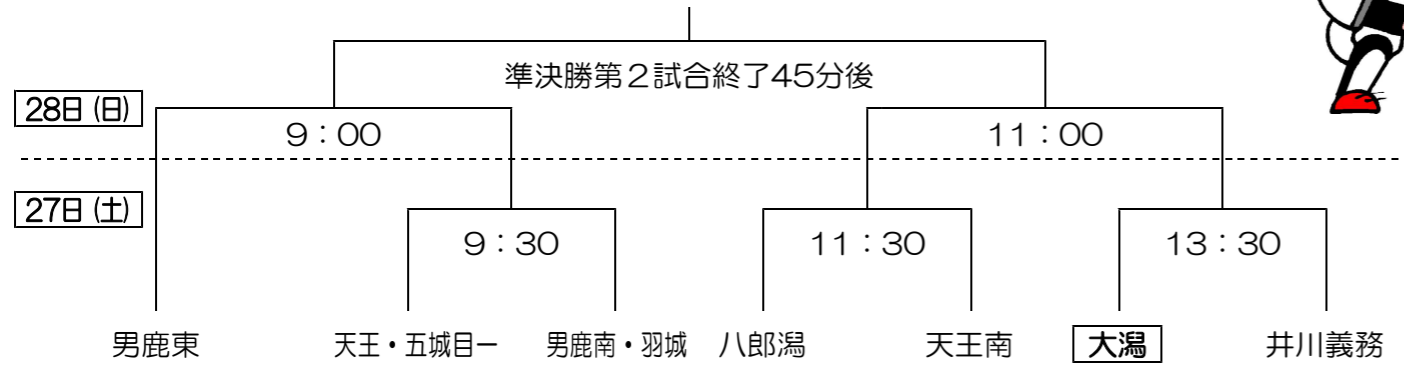 準決勝第２試合終了45分後
28日(日)
９：００
１１：００
27日(土)
９：３０
１１：３０
１３：３０
男鹿東
天王・五城目一
男鹿南・羽城
八郎潟
天王南
大潟
井川義務